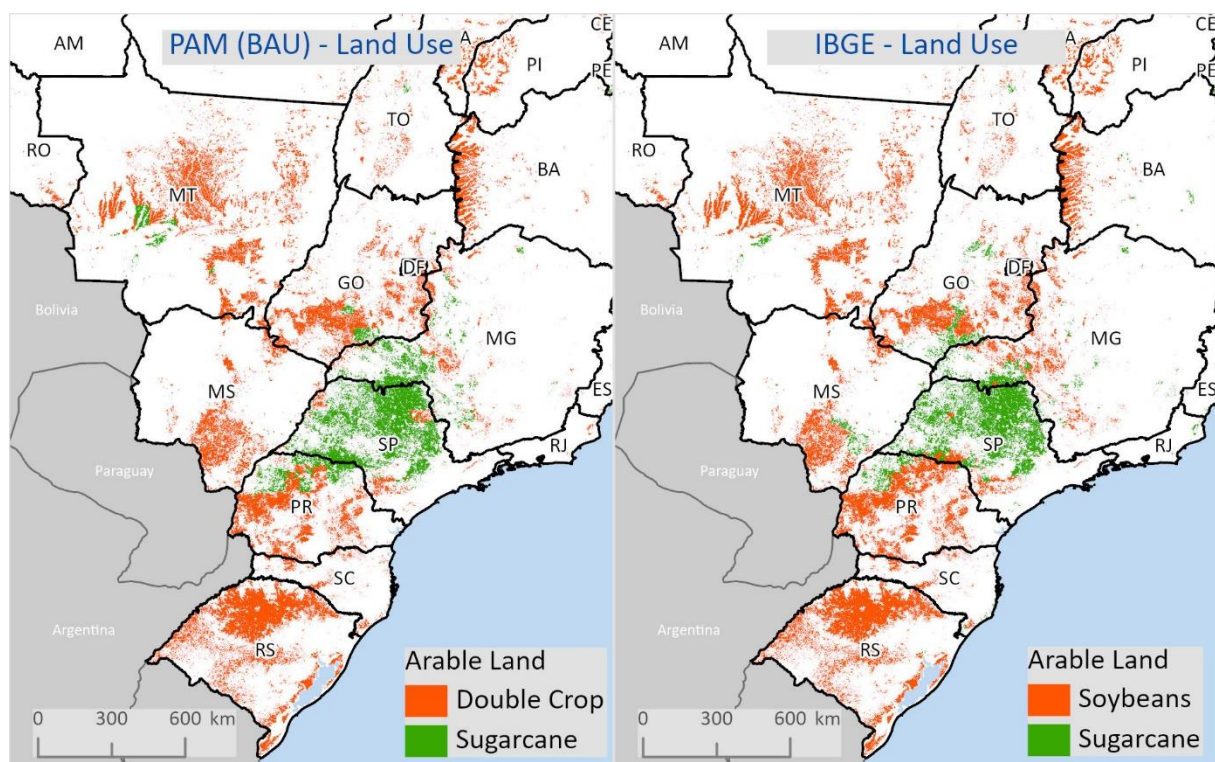 PAM (BAU) - Land Use
AM
A
CE
PI
PE
TO
RO
MT
BA
DF
GO
Bolivia
MG
MS
ES
SP
RJ
Paraguay
PR
SC
Argentina
RS
Arable Land
Double Crop
Sugarcane
0 300 600 km
IBGE - Land Use
AM
A
CE
PI
PE
TO
RO
MT
BA
DF
GO
Bolivia
MG
MS
ES
SP
RJ
Paraguay
PR
SC
Argentina
RS
Arable Land
Soybeans
Sugarcane
0 300 600 km